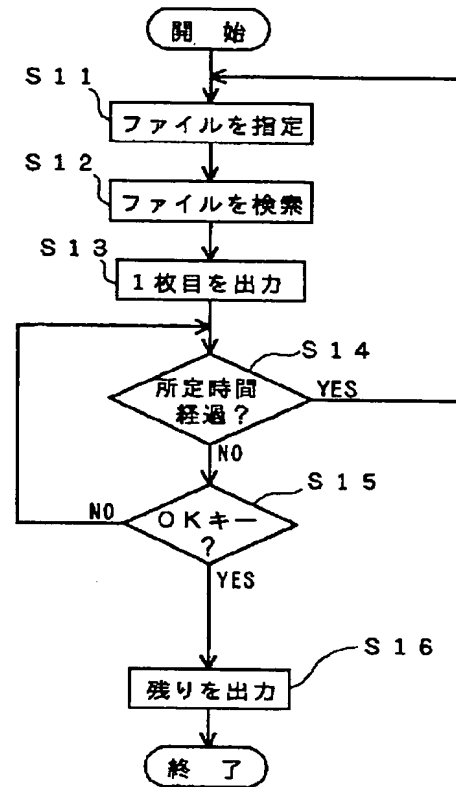 開 始
S11
ファイルを指定
S12
ファイルを検索
S13
1枚目を出力
S14
所定時間
経過?
YES
NO
S15
OKキー
?
NO
YES
S16
残りを出力
終 了